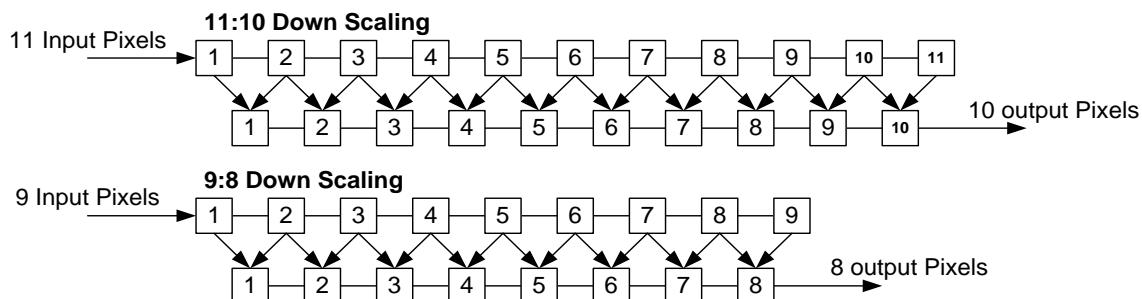 11:10 Down Scaling
11 Input Pixels
1 2 3 4 5 6 7 8 9 10 11
1 2 3 4 5 6 7 8 9 10
10 output Pixels
9:8 Down Scaling
9 Input Pixels
1 2 3 4 5 6 7 8 9
1 2 3 4 5 6 7 8
8 output Pixels